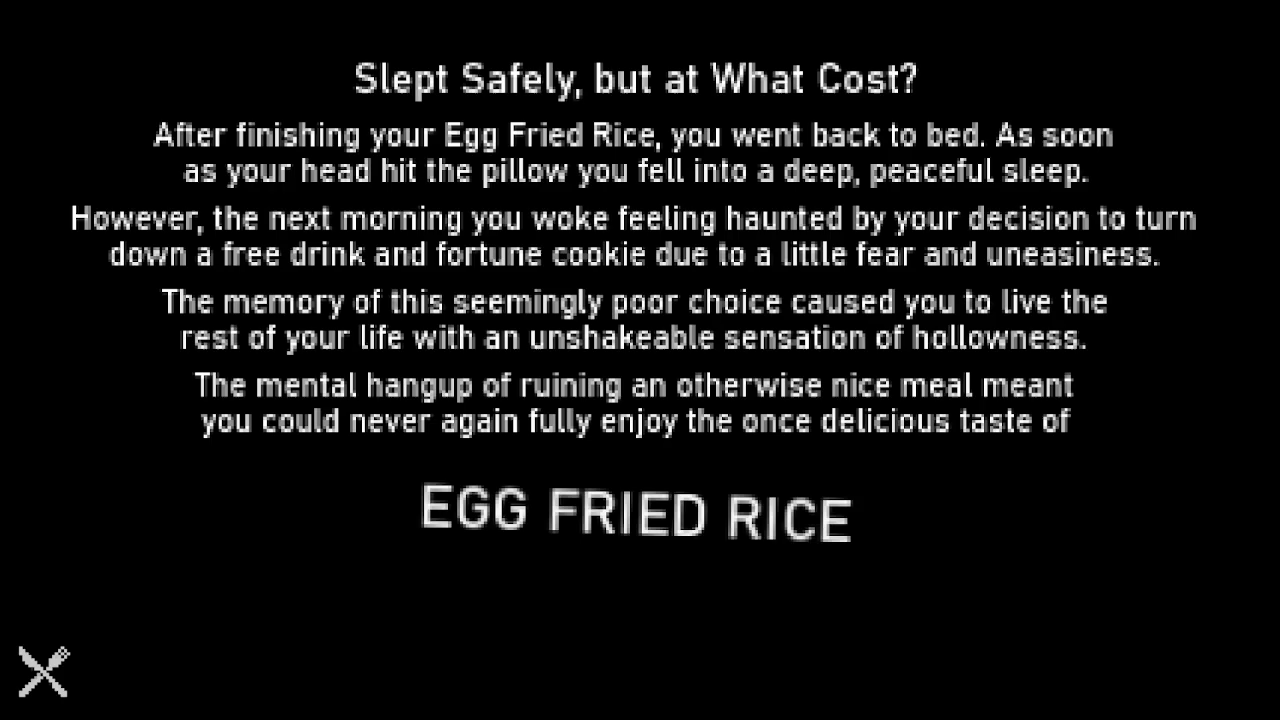 Slept Safely, but at What Cost?
After finishing your Egg Fried Rice, you went back to bed. As soon
as your head hit the pillow you fell into a deep, peaceful sleep.
However, the next morning you woke feeling haunted by your decision to turn
down a free drink and fortune cookie due to a little fear and uneasiness.
The memory of this seemingly poor choice caused you to live the
rest of your life with an unshakeable sensation of hollowness.
The mental hangup of ruining an otherwise nice meal meant
you could never again fully enjoy the once delicious taste of
EGG FRIED RICE